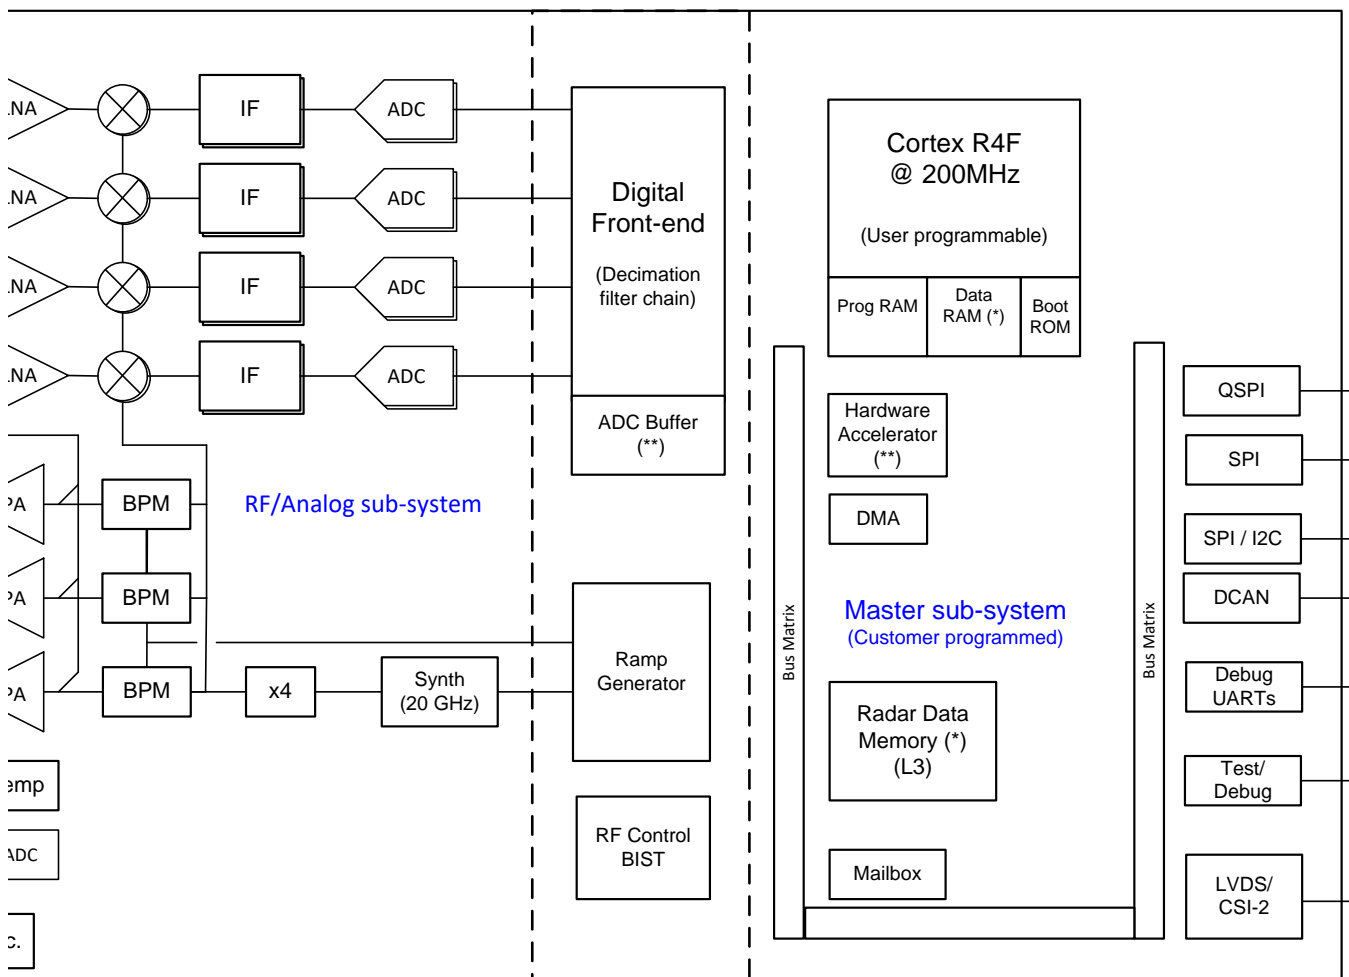 LNA
IF
ADC
LNA
IF
ADC
LNA
IF
ADC
LNA
IF
ADC
PA
BPM
PA
BPM
PA
BPM
RF/Analog sub-system
x4
Synth
(20 GHz)
emp
ADC
c.
Digital
Front-end
(Decimation
filter chain)
ADC Buffer
(**)
Ramp
Generator
RF Control
BIST
Cortex R4F
@ 200MHz
(User programmable)
Prog RAM
Data
RAM (*)
Boot
ROM
Bus Matrix
Hardware
Accelerator
(**)
DMA
Master sub-system
(Customer programmed)
Radar Data
Memory (*)
(L3)
Mailbox
Bus Matrix
QSPI
SPI
SPI / I2C
DCAN
Debug
UARTs
Test/
Debug
LVDS/
CSI-2